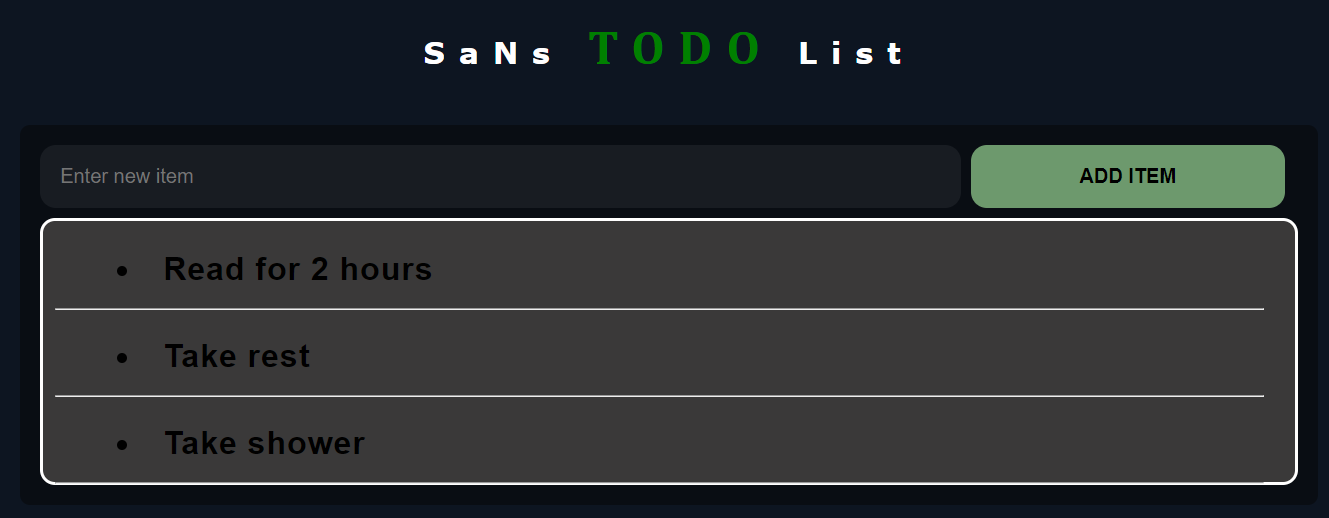 SaNs TODO List
Enter new item
ADD ITEM
Read for 2 hours
Take rest
Take shower